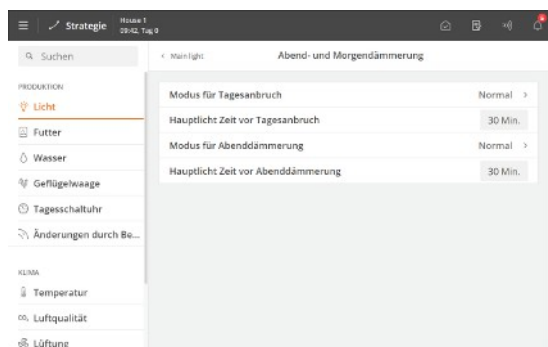 Strategie
House 1
09:42, Tag 0
Suchen
PRODUKTION
Licht
Futter
Wasser
Geflügelwaage
Tagesschaltuhr
Änderungen durch Be...
KLIMA
Temperatur
CO₂ Luftqualität
Lüftung
< Main light
Abend- und Morgendämmerung
Modus für Tagesanbruch Normal >
Hauptlicht Zeit vor Tagesanbruch 30 Min.
Modus für Abenddämmerung Normal >
Hauptlicht Zeit vor Abenddämmerung 30 Min.